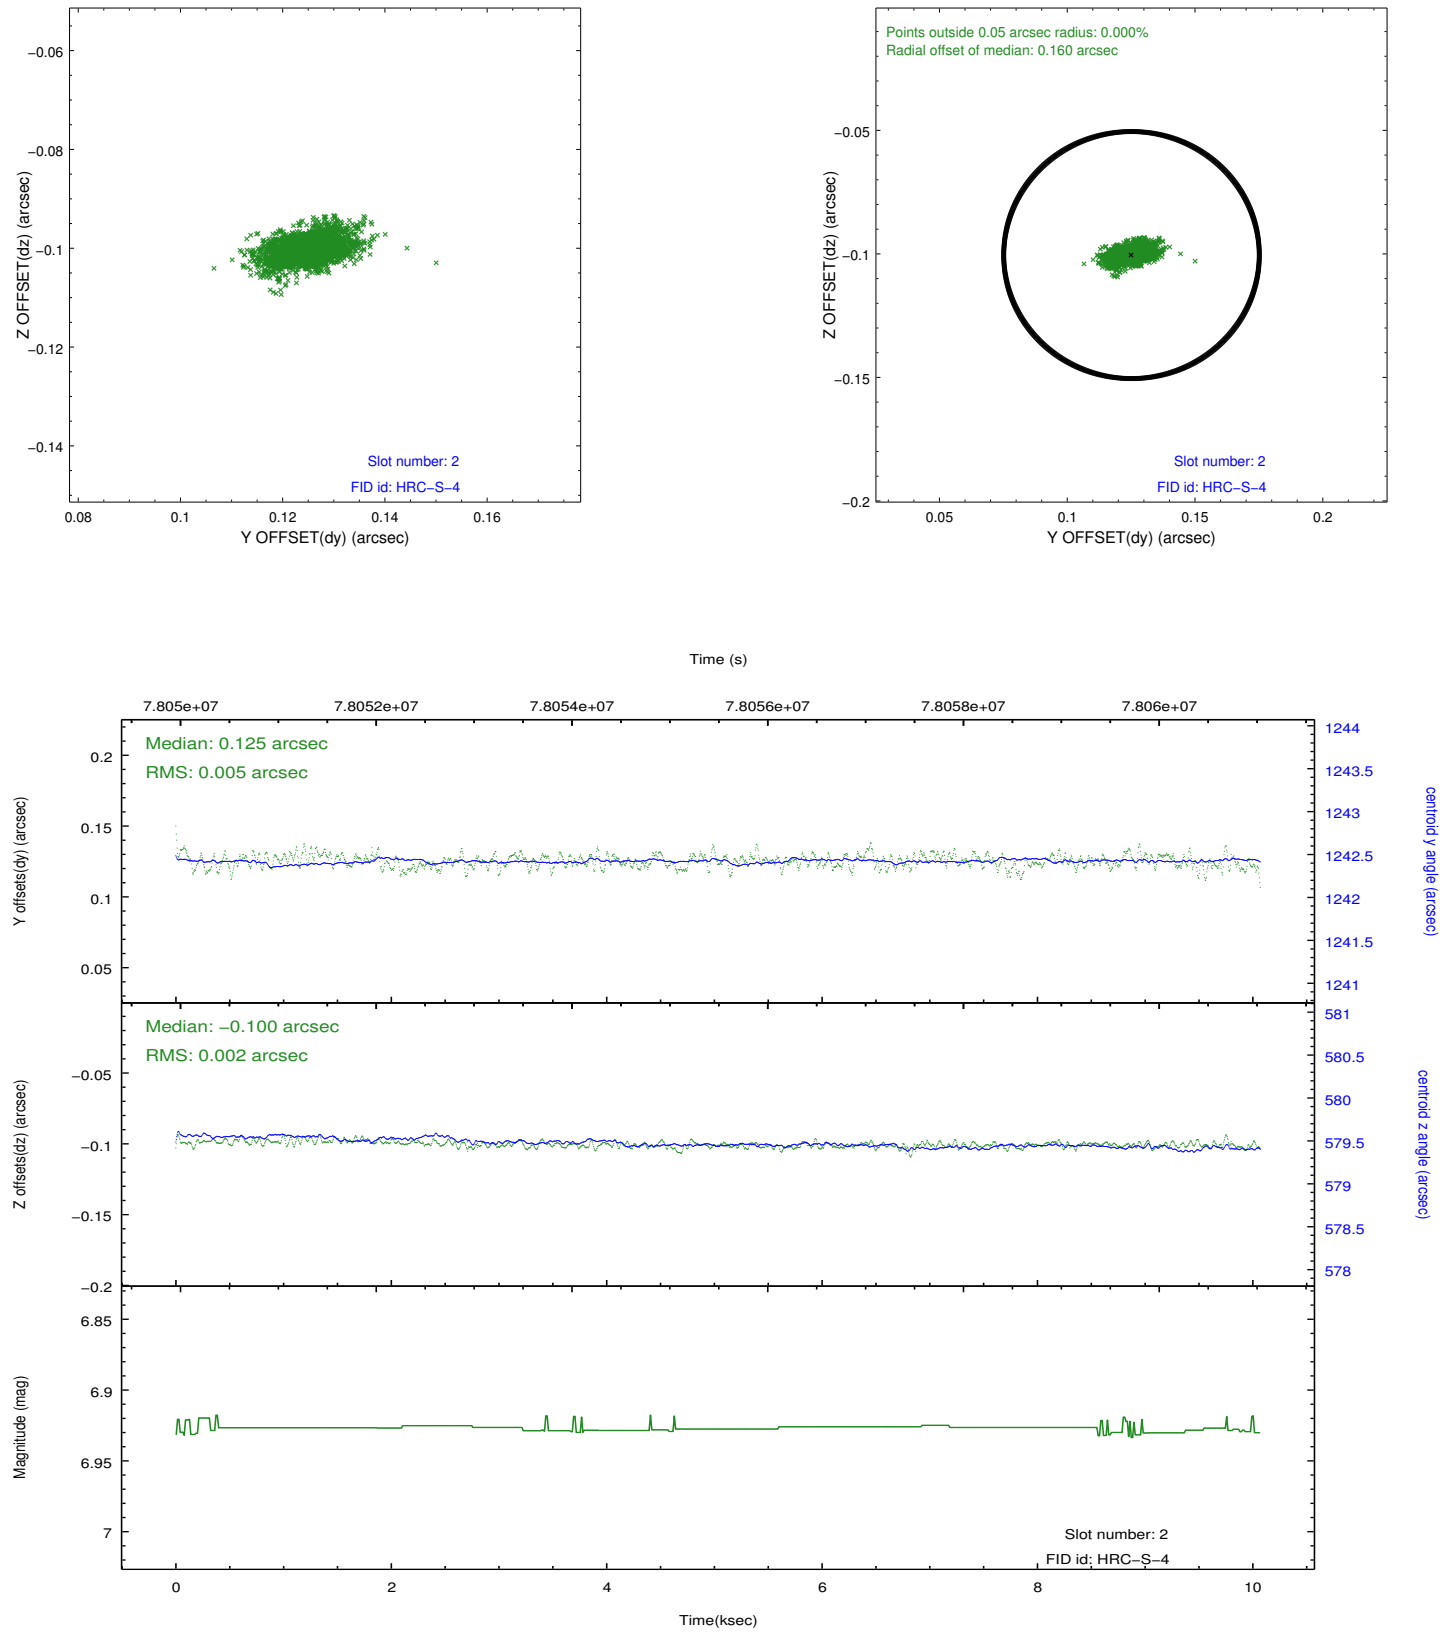 −0.06
−0.08
−0.1
−0.12
−0.14
Z OFFSET(dz) (arcsec)
Slot number: 2
FID id: HRC−S−4
0.08 0.1 0.12 0.14 0.16
Y OFFSET(dy) (arcsec)
Points outside 0.05 arcsec radius: 0.000%
Radial offset of median: 0.160 arcsec
−0.05
−0.1
−0.15
−0.2
Z OFFSET(dz) (arcsec)
Slot number: 2
FID id: HRC−S−4
0.05 0.1 0.15 0.2
Y OFFSET(dy) (arcsec)
Time (s)
7.805e+07 7.8052e+07 7.8054e+07 7.8056e+07 7.8058e+07 7.806e+07
Median: 0.125 arcsec
RMS: 0.005 arcsec
0.2
0.15
0.1
0.05
Y offsets(dy) (arcsec)
1244
1243.5
1243
1242.5
1242
1241.5
1241
centroid y angle (arcsec)
Median: −0.100 arcsec
RMS: 0.002 arcsec
−0.05
−0.1
−0.15
−0.2
Z offsets(dz) (arcsec)
581
580.5
580
579.5
579
578.5
578
centroid z angle (arcsec)
6.85
6.9
6.95
7
Magnitude (mag)
Slot number: 2
FID id: HRC−S−4
0 2 4 6 8 10
Time(ksec)